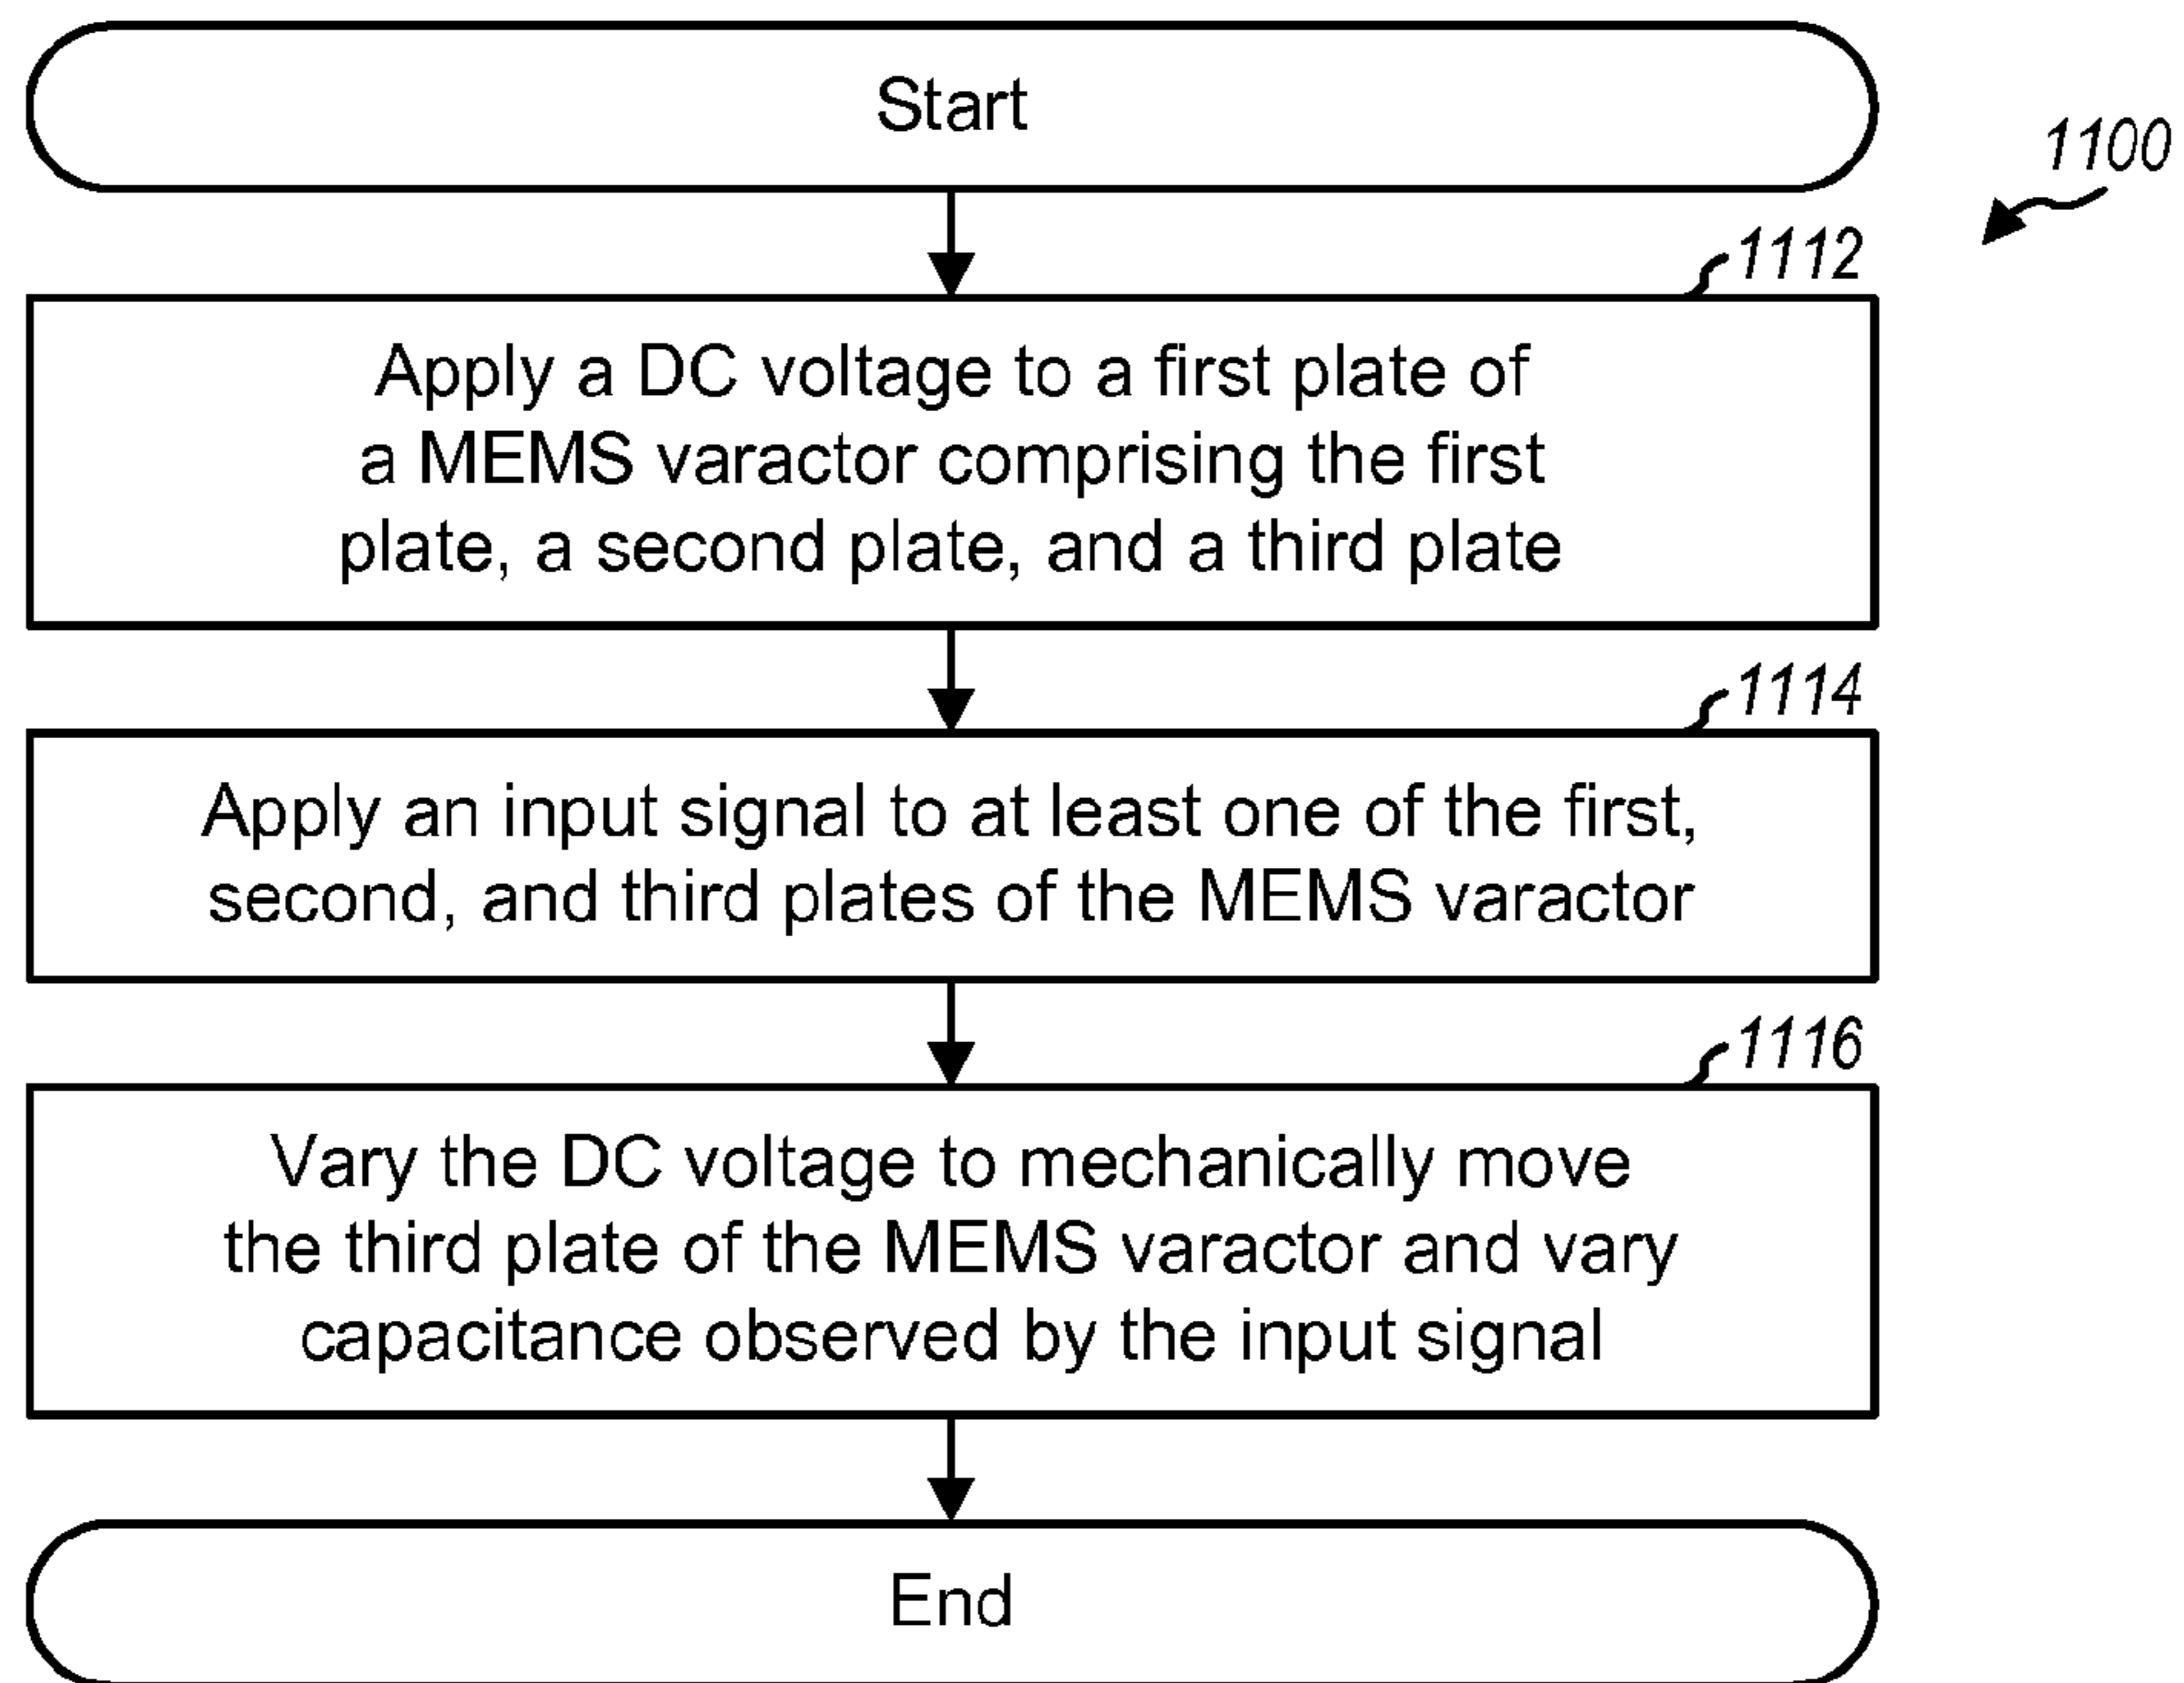 Start
1100
1112
Apply a DC voltage to a first plate of
a MEMS varactor comprising the first
plate, a second plate, and a third plate
1114
Apply an input signal to at least one of the first,
second, and third plates of the MEMS varactor
1116
Vary the DC voltage to mechanically move
the third plate of the MEMS varactor and vary
capacitance observed by the input signal
End